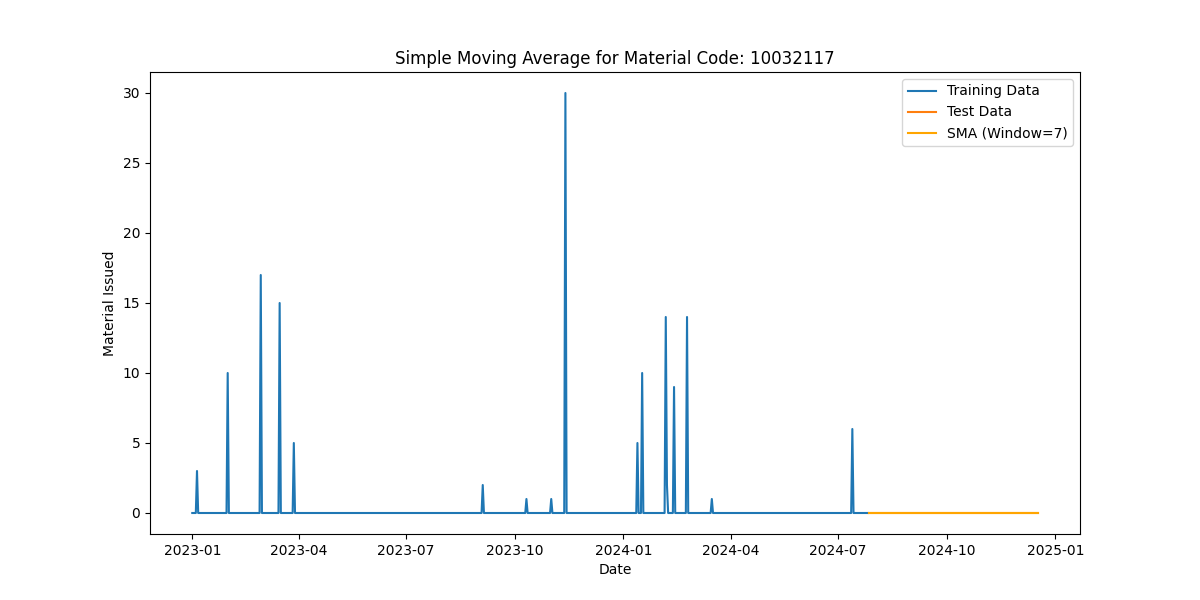 Simple Moving Average for Material Code: 10032117
Training Data
Test Data
SMA (Window=7)
Material Issued
30
25
20
15
10
5
0
2023-01 2023-04 2023-07 2023-10 2024-01 2024-04 2024-07 2024-10 2025-01
Date